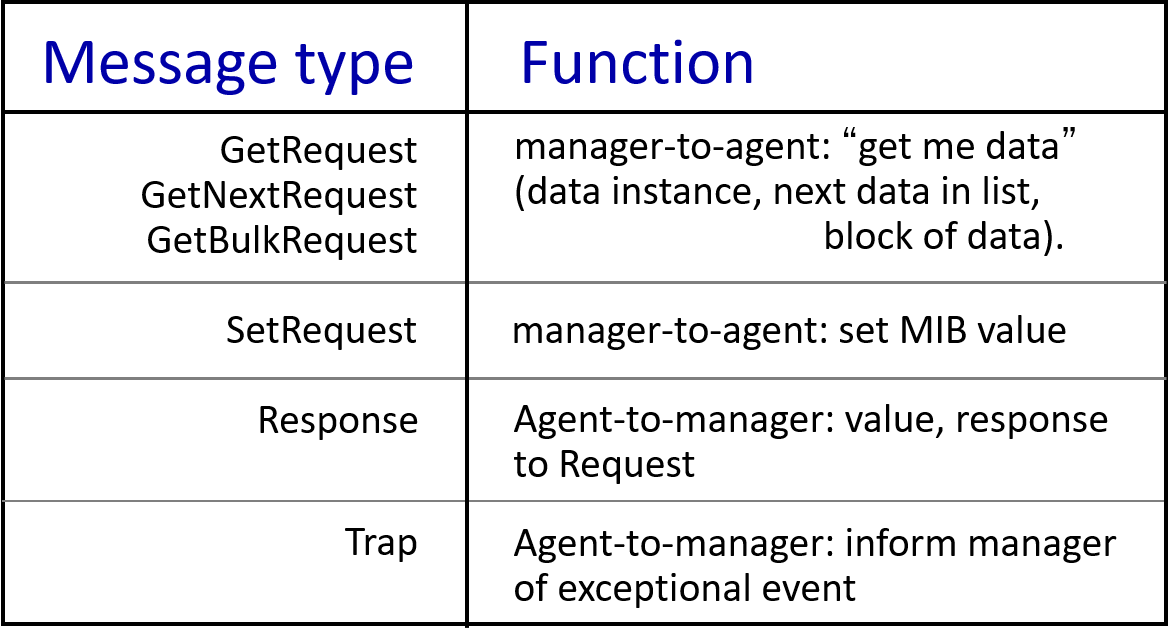 Message type
Function
GetRequest
GetNextRequest
GetBulkRequest
manager-to-agent: “get me data”
(data instance, next data in list,
block of data).
SetRequest
manager-to-agent: set MIB value
Response
Agent-to-manager: value, response
to Request
Trap
Agent-to-manager: inform manager
of exceptional event